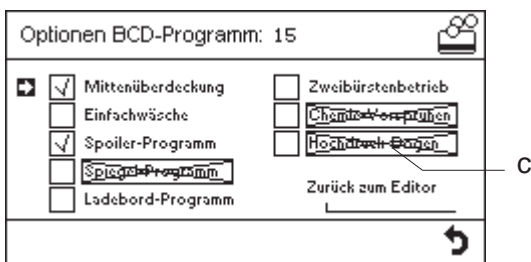 Optionen BCD-Programm: 15
Mittenüberdeckung
Einfachwäsche
Spoiler-Programm
Spiegel-Programm
Ladebord-Programm
Zweibürstenbetrieb
Chemie-Vorsprühen
Hochdruck-Bogen
Zurück zum Editor
C